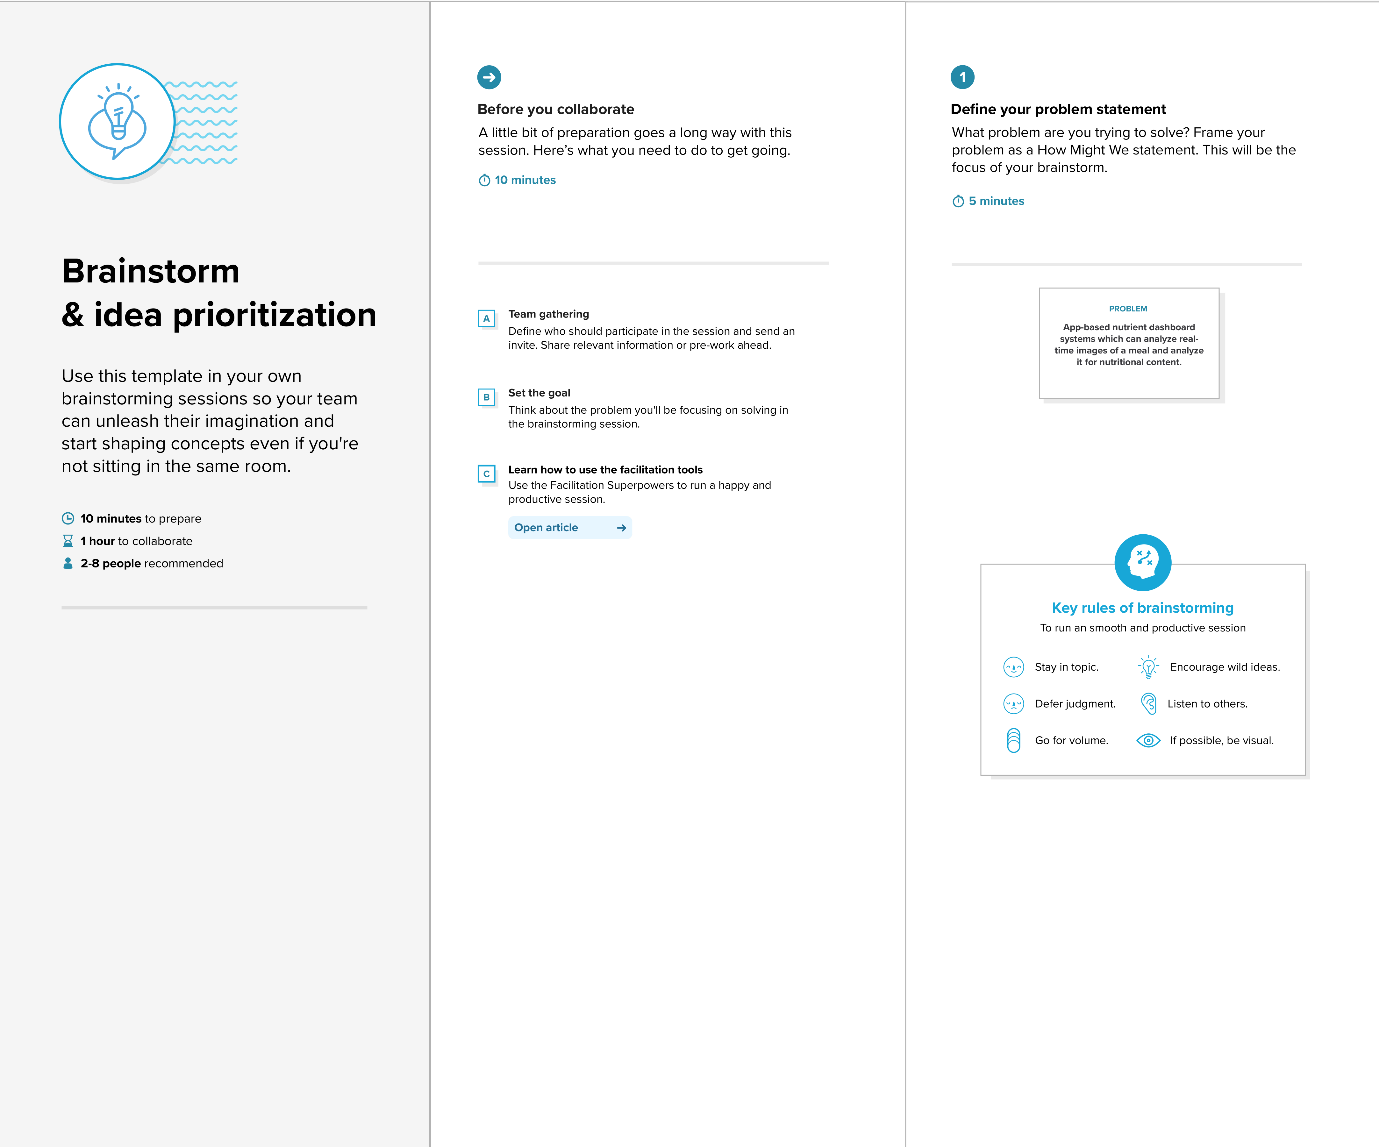 Brainstorm
& idea prioritization
Use this template in your own
brainstorming sessions so your team
can unleash their imagination and
start shaping concepts even if you're
not sitting in the same room.
10 minutes to prepare
1 hour to collaborate
2-8 people recommended
Before you collaborate
A little bit of preparation goes a long way with this
session. Here's what you need to do to get going.
10 minutes
A
Team gathering
Define who should participate in the session and send an
invite. Share relevant information or pre-work ahead.
B
Set the goal
Think about the problem you'll be focusing on solving in
the brainstorming session.
C
Learn how to use the facilitation tools
Use the Facilitation Superpowers to run a happy and
productive session.
Open article
1
Define your problem statement
What problem are you trying to solve? Frame your
problem as a How Might We statement. This will be the
focus of your brainstorm.
5 minutes
PROBLEM
App-based nutrient dashboard
systems which can analyze real-
time images of a meal and analyze
it for nutritional content.
Key rules of brainstorming
To run an smooth and productive session
Stay in topic.
Encourage wild ideas.
Defer judgment.
Listen to others.
Go for volume.
If possible, be visual.